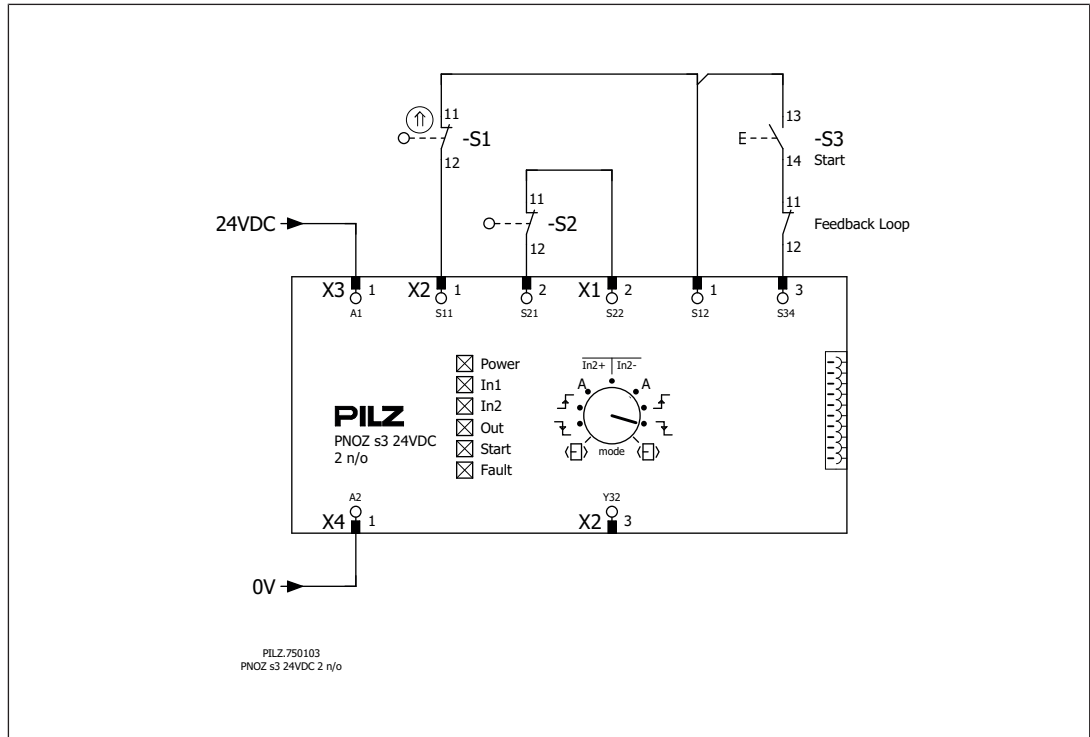 11
-S1
12
13
E
-S3
14 Start
11
-S2
12
11
Feedback Loop
12
24VDC
X3 1
A1
X2 1
S11
2
S21
X1 2
S22
1
S12
3
S34
Power
In1
In2
Out
Start
Fault
In2+ In2-
A A
mode
PILZ
PNOZ s3 24VDC
2 n/o
A2
X4 1
Y32
X2 3
0V
PILZ.750103
PNOZ s3 24VDC 2 n/o